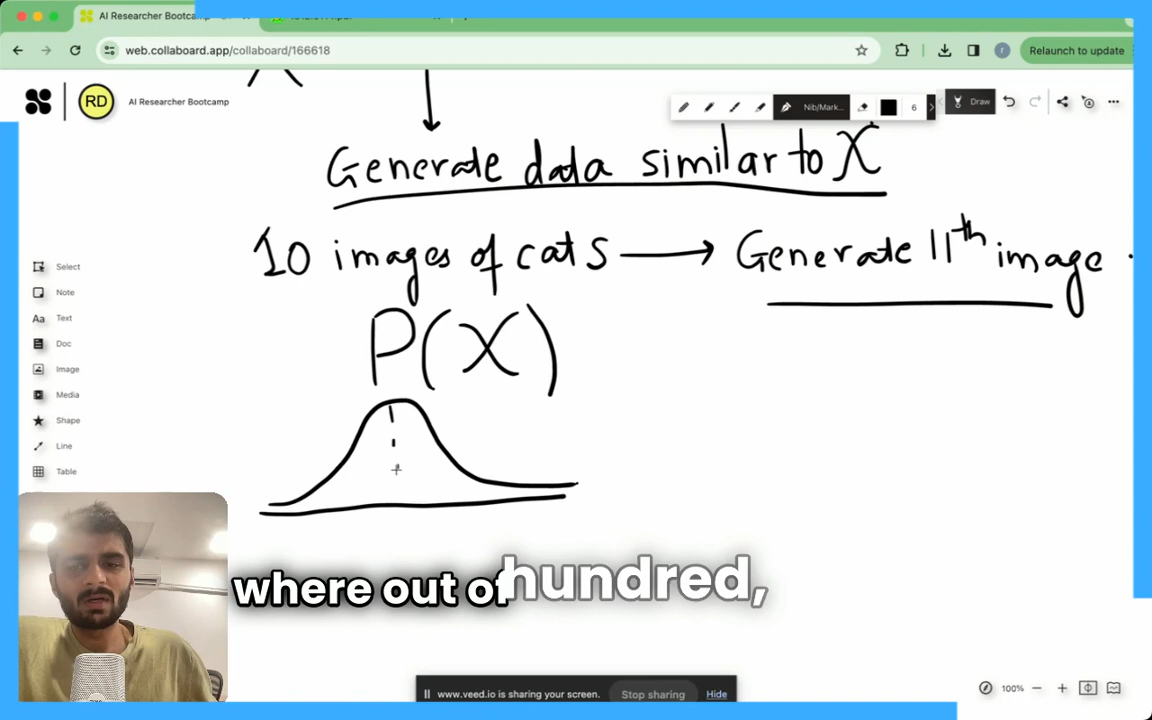 AI Researcher Bootcamp
web.collaboard.app/collaboard/166618
Relaunch to update
RD
AI Researcher Bootcamp
Nib/Mark...
6
Draw
X
Generate data similar to X
10 images of cats → Generate 11th image
P(X)
Select
Note
Text
Doc
Image
Media
Shape
Line
Table
where out of hundred,
www.veed.io is sharing your screen.
Stop sharing
Hide
100%